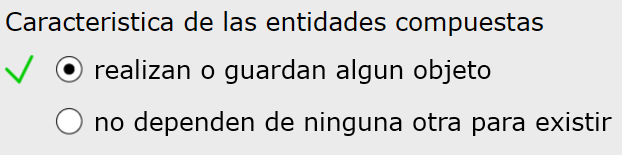 Caracteristica de las entidades compuestas
realizan o guardan algun objeto
no dependen de ninguna otra para existir